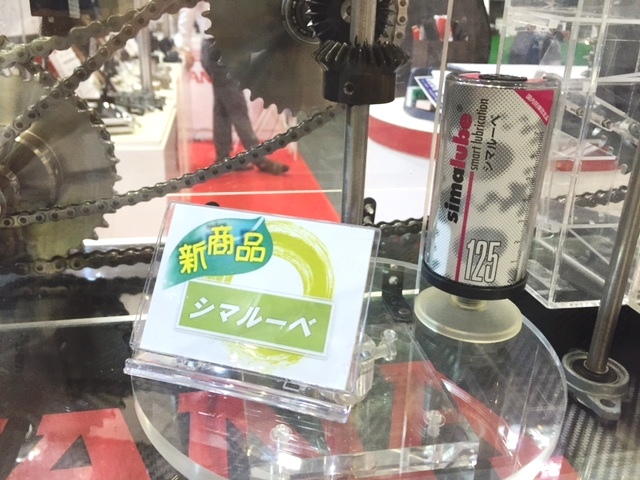 新商品
シマルーベ
simalube
smart lubrication
シマルーベ
125